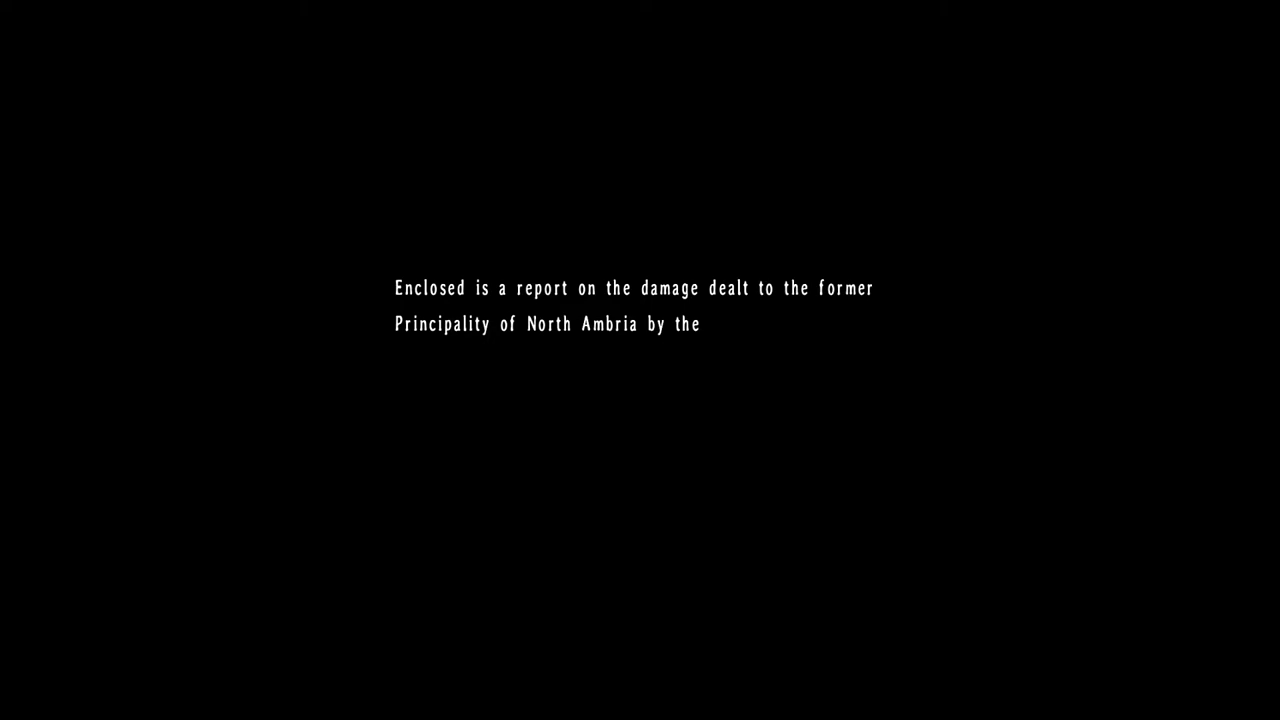 Enclosed is a report on the damage dealt to the former
Principality of North Ambria by the